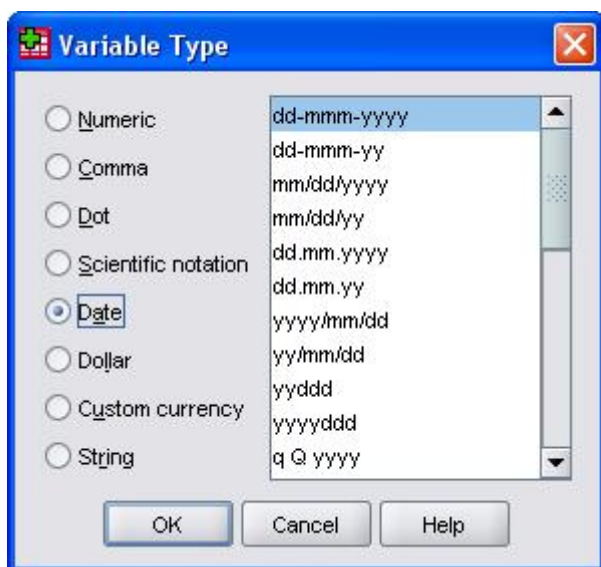 Variable Type
Numeric
Comma
Dot
Scientific notation
Date
Dollar
Custom currency
String
dd-mmm-yyyy
dd-mmm-yy
mm/dd/yyyy
mm/dd/yy
dd.mm.yyyy
dd.mm.yy
yyyy/mm/dd
yy/mm/dd
yyddd
yyyyddd
q Q yyyy
OK Cancel Help